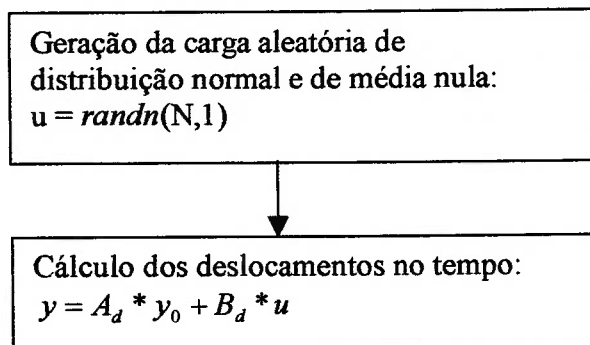 Geração da carga aleatória de
distribuição normal e de média nula:
u = randn(N,1)
Cálculo dos deslocamentos no tempo:
y = A_d * y_0 + B_d * u